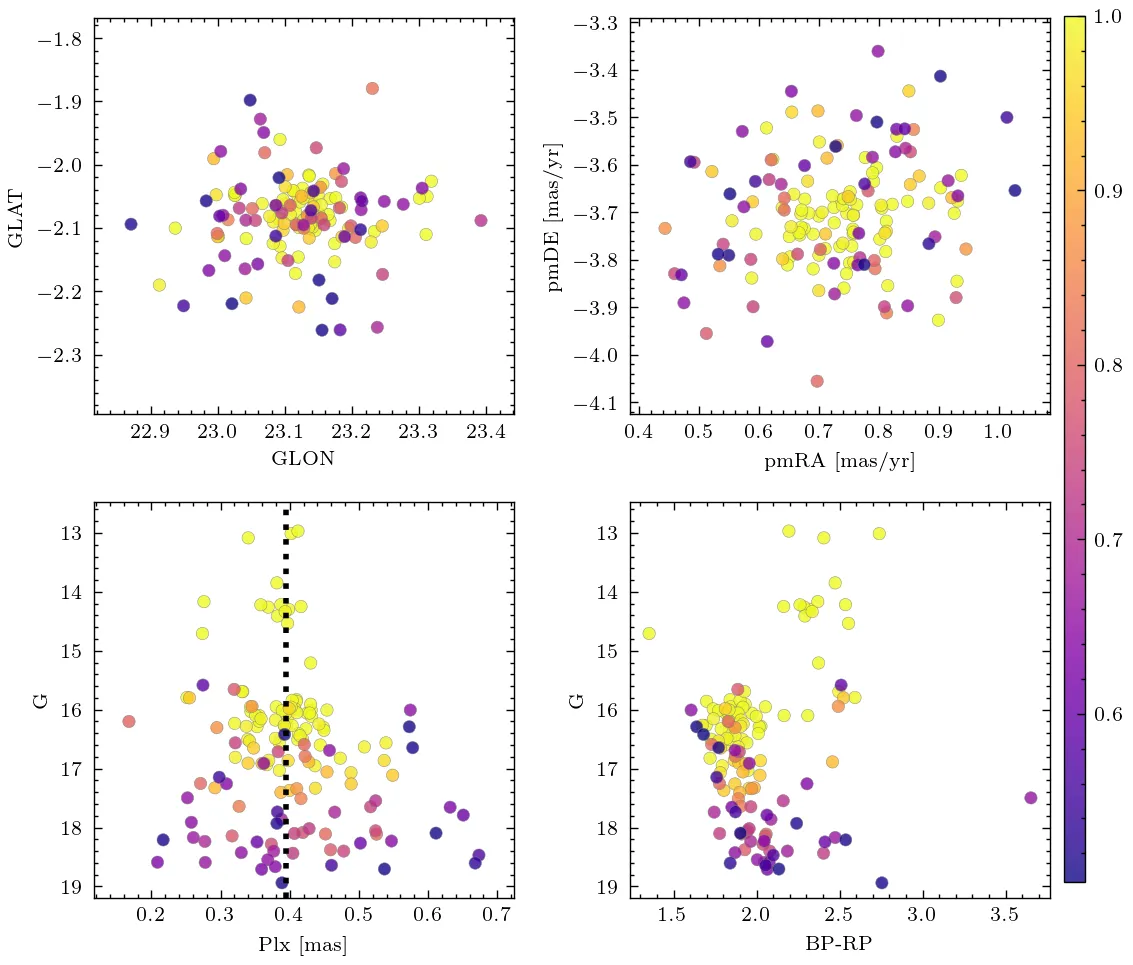 −1.8
−1.9
−2.0
−2.1
−2.2
−2.3
GLAT
22.9 23.0 23.1 23.2 23.3 23.4
GLON
−3.3
−3.4
−3.5
−3.6
−3.7
−3.8
−3.9
−4.0
−4.1
pmDE [mas/yr]
0.4 0.5 0.6 0.7 0.8 0.9 1.0
pmRA [mas/yr]
1.0
0.9
0.8
0.7
0.6
13
14
15
16
17
18
19
G
0.2 0.3 0.4 0.5 0.6 0.7
Plx [mas]
13
14
15
16
17
18
19
G
1.5 2.0 2.5 3.0 3.5
BP-RP